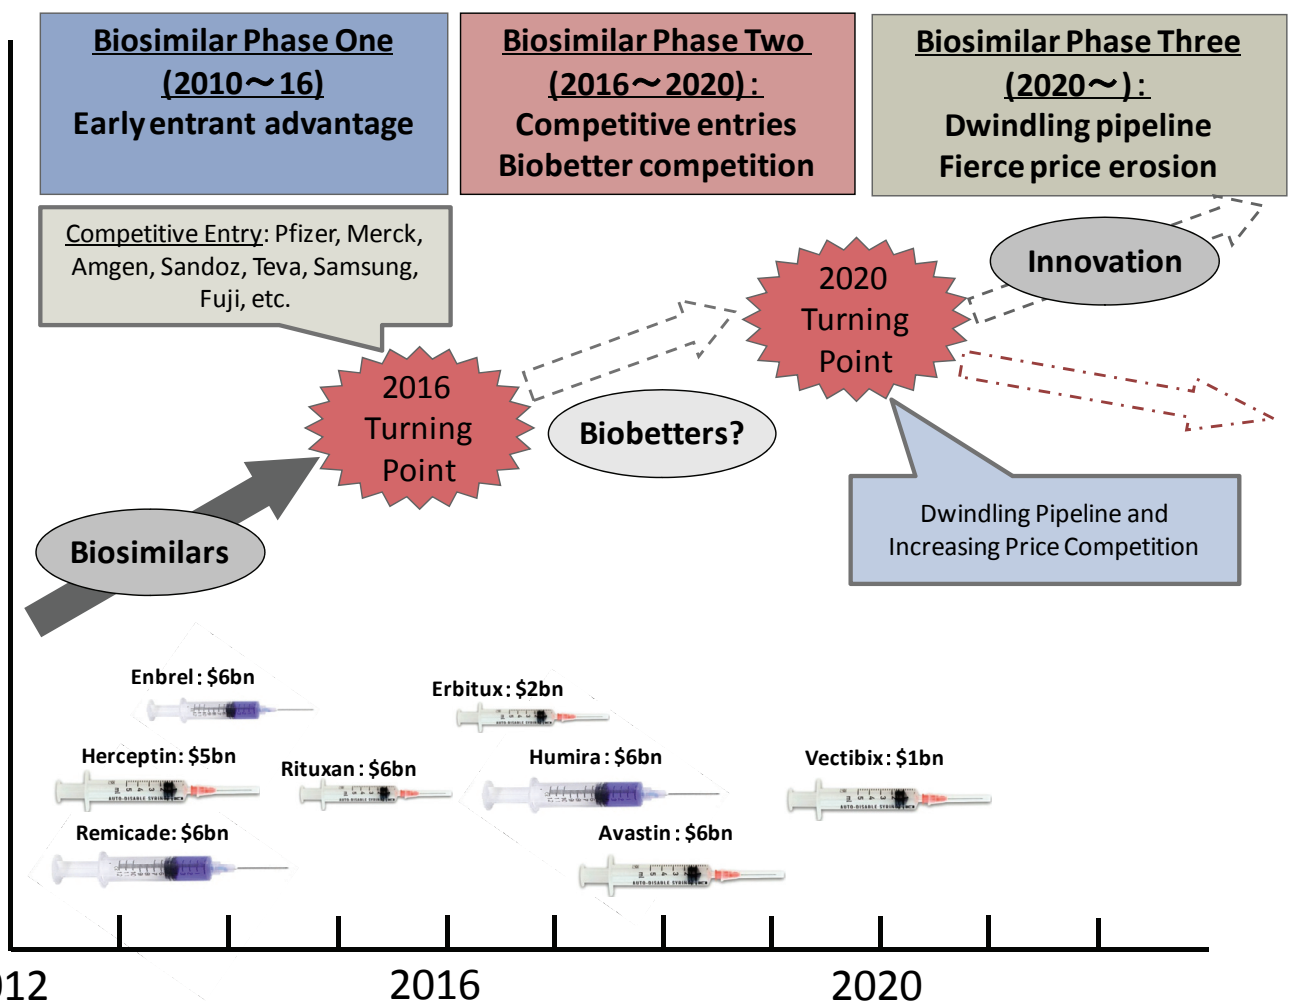 Biosimilar Phase One
(2010～16)
Early entrant advantage
Biosimilar Phase Two
(2016～2020):
Competitive entries
Biobetter competition
Biosimilar Phase Three
(2020～):
Dwindling pipeline
Fierce price erosion
Competitive Entry: Pfizer, Merck,
Amgen, Sandoz, Teva, Samsung,
Fuji, etc.
2020
Turning
Point
Innovation
2016
Turning
Point
Biobetters?
Dwindling Pipeline and
Increasing Price Competition
Biosimilars
Enbrel: $6bn
Erbitux: $2bn
Herceptin: $5bn
Rituxan: $6bn
Humira: $6bn
Vectibix: $1bn
Remicade: $6bn
Avastin: $6bn
012
2016
2020